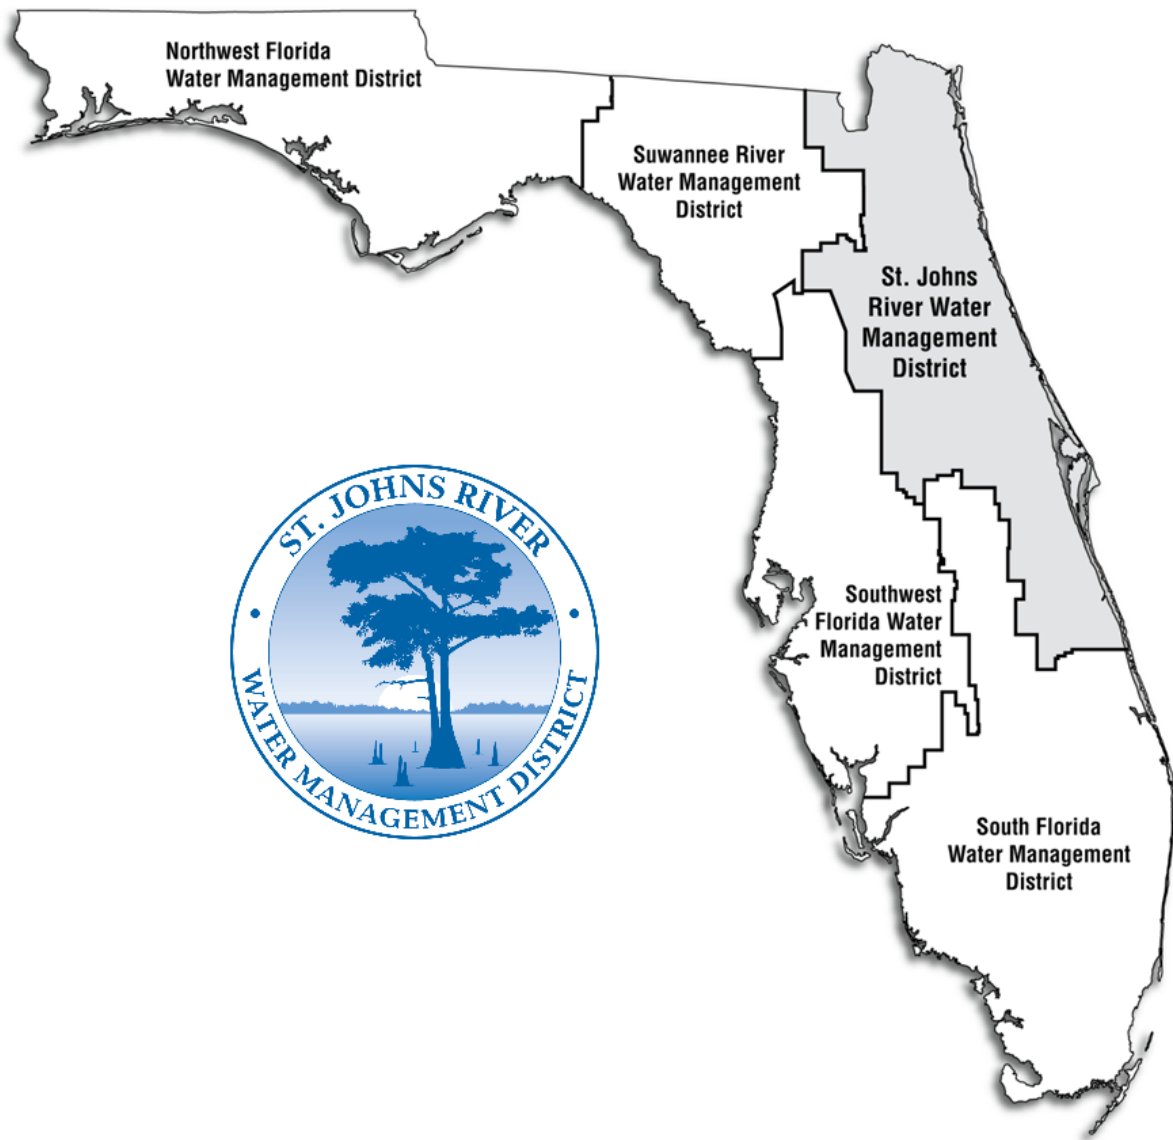 Northwest Florida
Water Management District
Suwannee River
Water Management
District
St. Johns
River Water
Management
District
ST. JOHNS RIVER
WATER MANAGEMENT DISTRICT
Southwest
Florida Water
Management
District
South Florida
Water Management
District